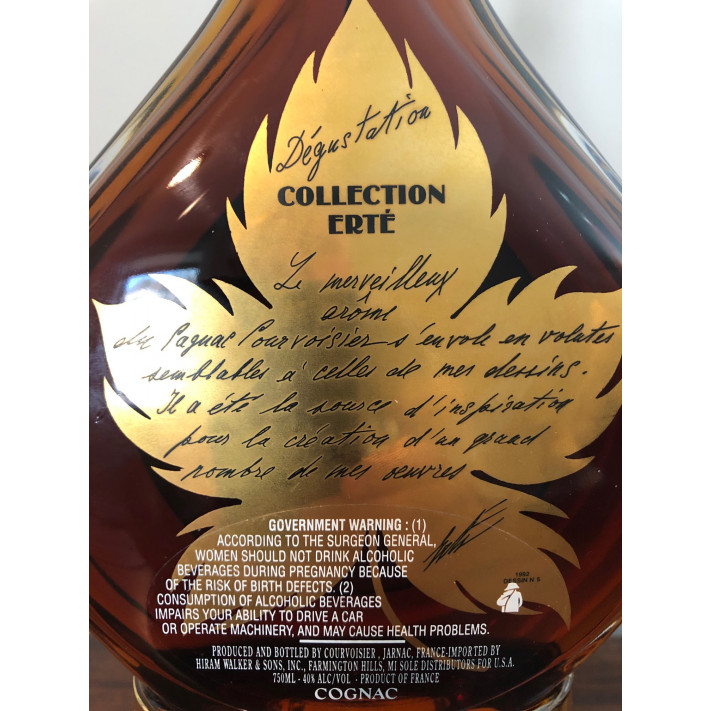 Dégustation
COLLECTION
ERTÉ
Le merveilleux
arôme
du Cognac Courvoisier s'envole en volutes
semblables à celles de mes dessins.
Il a été la source d'inspiration
pour la création d'un grand
nombre de mes oeuvres
GOVERNMENT WARNING : (1)
ACCORDING TO THE SURGEON GENERAL,
WOMEN SHOULD NOT DRINK ALCOHOLIC
BEVERAGES DURING PREGNANCY BECAUSE
OF THE RISK OF BIRTH DEFECTS. (2)
CONSUMPTION OF ALCOHOLIC BEVERAGES
IMPAIRS YOUR ABILITY TO DRIVE A CAR
OR OPERATE MACHINERY, AND MAY CAUSE HEALTH PROBLEMS.
1992
DESSIN N 5
PRODUCED AND BOTTLED BY COURVOISIER , JARNAC, FRANCE-IMPORTED BY
HIRAM WALKER & SONS, INC., FARMINGTON HILLS, MI SOLE DISTRIBUTORS FOR U.S.A.
750ML - 40% ALC/VOL - PRODUCT OF FRANCE
COGNAC